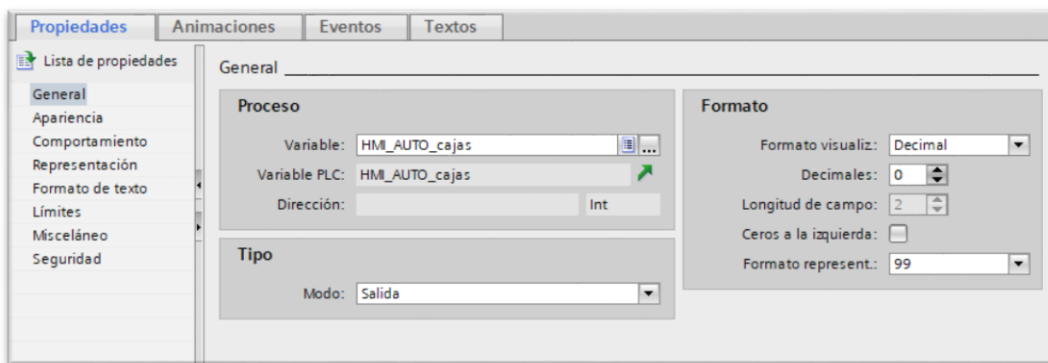 Propiedades Animaciones Eventos Textos
Lista de propiedades
General
Apariencia
Comportamiento
Representación
Formato de texto
Límites
Misceláneo
Seguridad
General
Proceso
Variable: HMI_AUTO_cajas ...
Variable PLC: HMI_AUTO_cajas
Dirección: Int
Tipo
Modo: Salida
Formato
Formato visualiz.: Decimal
Decimales: 0
Longitud de campo: 2
Ceros a la izquierda:
Formato represent.: 99